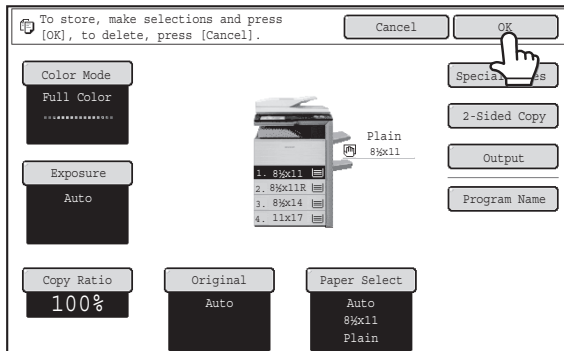 To store, make selections and press
[OK], to delete, press [Cancel].
Cancel
OK
Color Mode
Full Color
Special
2-Sided Copy
Output
Program Name
Plain
8½x11
1. 8½x11
2. 8½x11R
3. 8½x14
4. 11x17
Exposure
Auto
Copy Ratio
100%
Original
Auto
Paper Select
Auto
8½x11
Plain